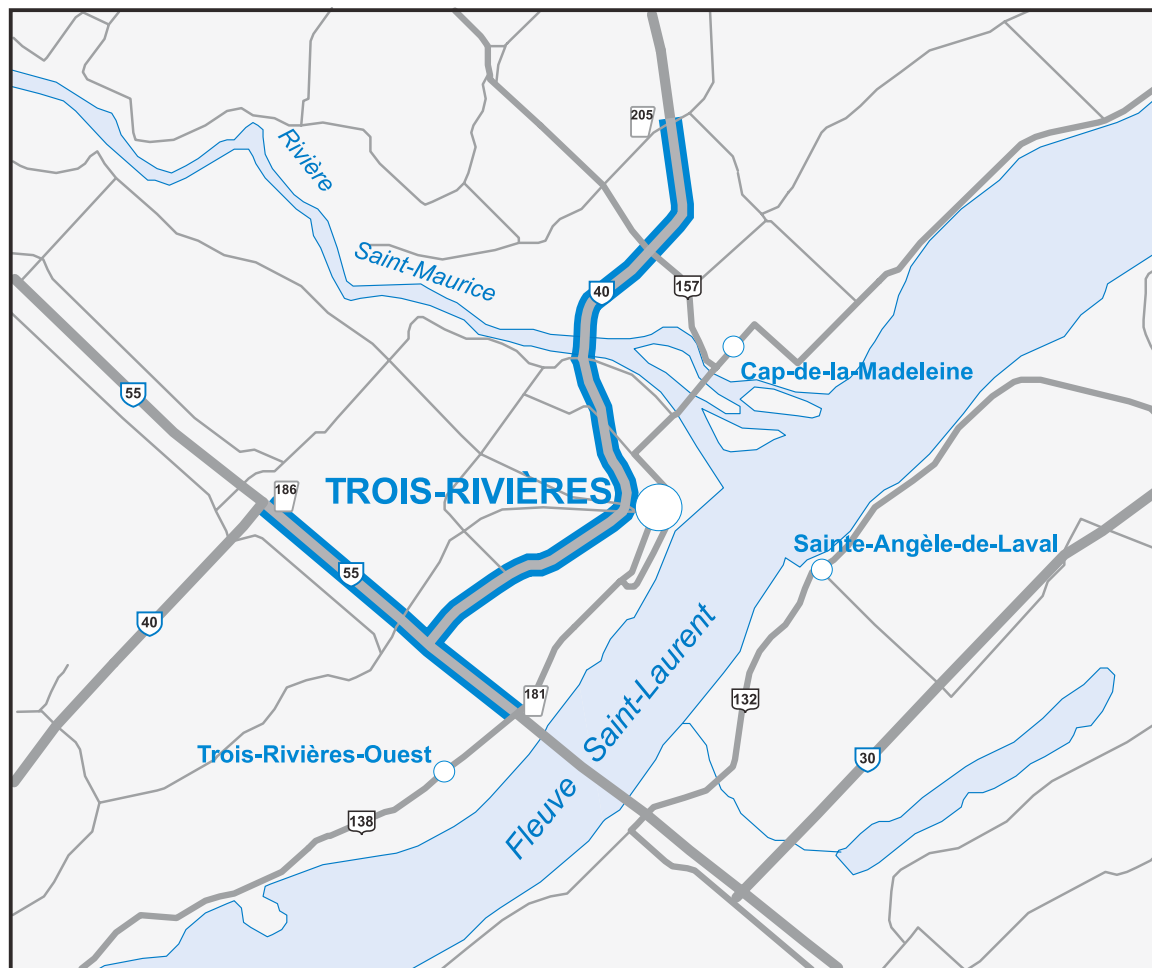 205
Rivière
Saint-Maurice
157
40
Cap-de-la-Madeleine
55
186
TROIS-RIVIÈRES
Sainte-Angèle-de-Laval
55
40
181
132
Fleuve Saint-Laurent
Trois-Rivières-Ouest
30
138